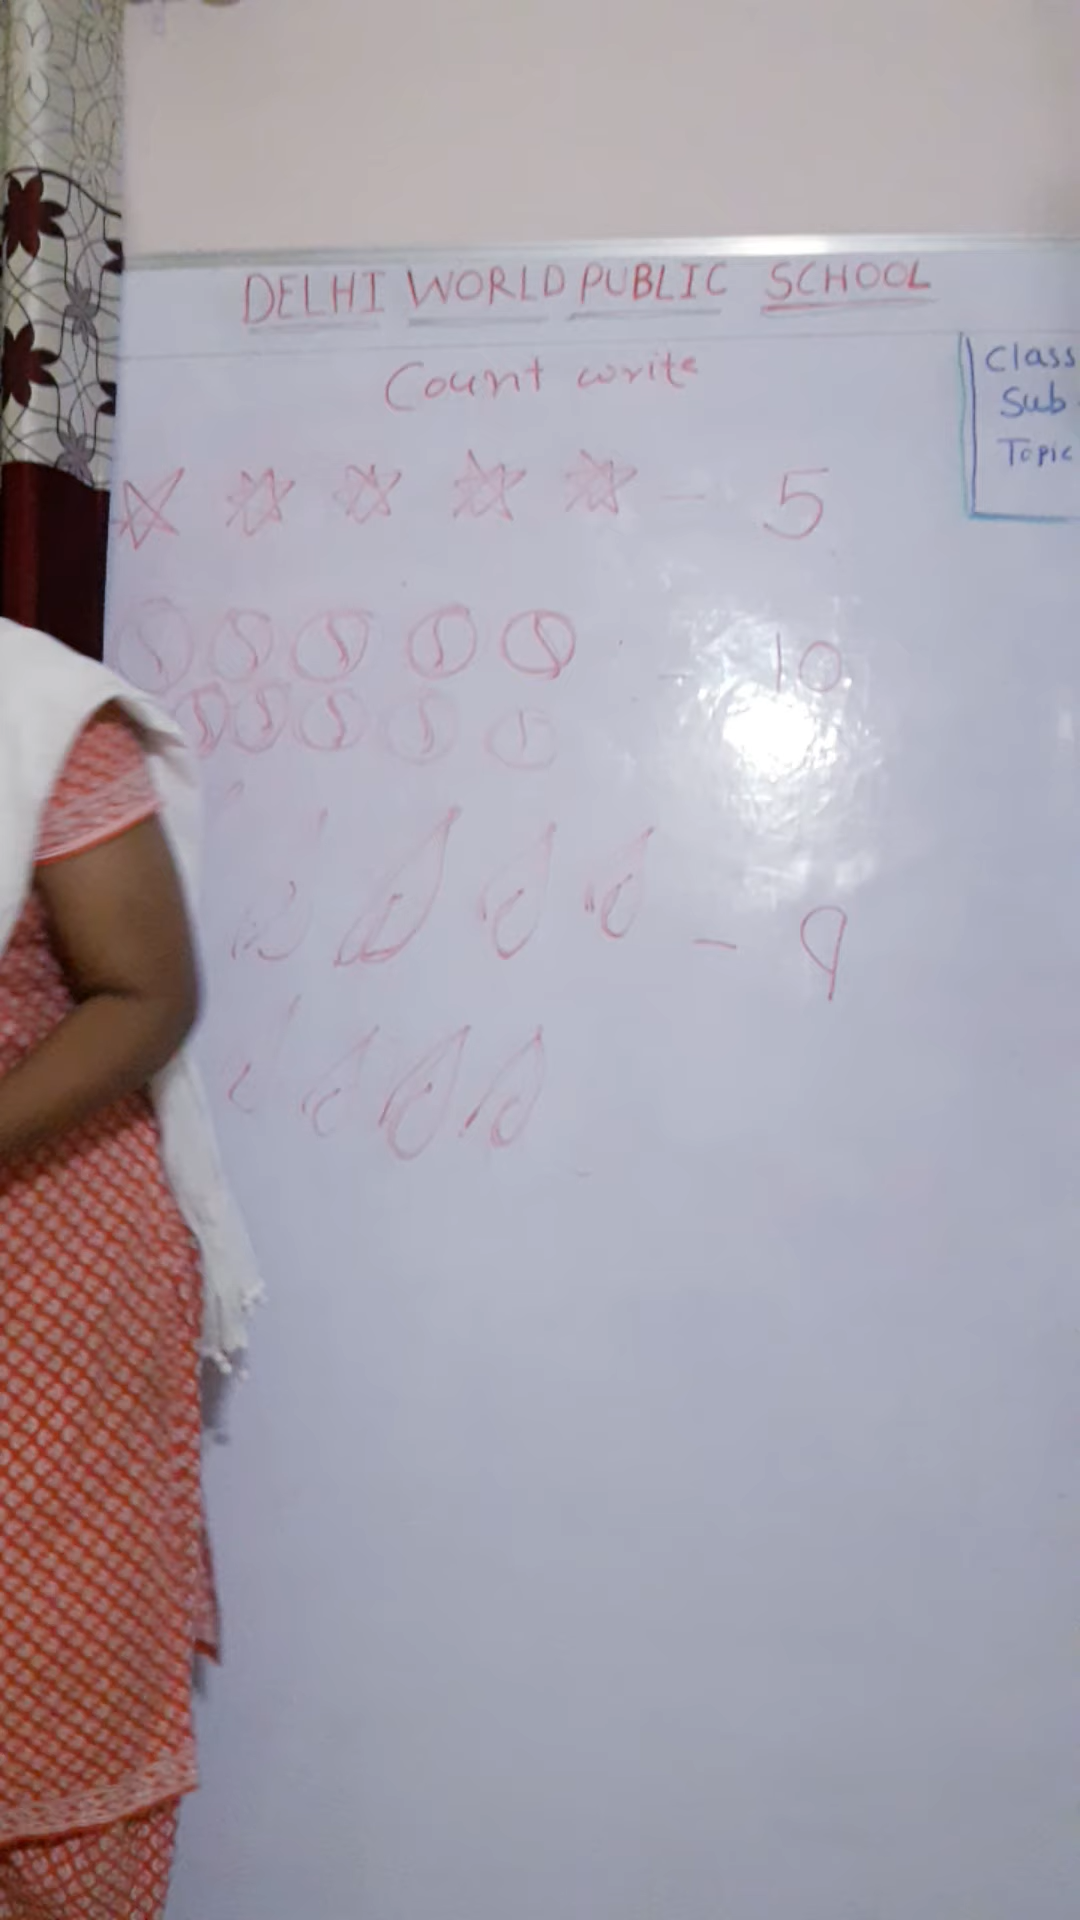 DELHI WORLD PUBLIC SCHOOL
Count write
Class
Sub
Topic
- 5
- 10
- 9